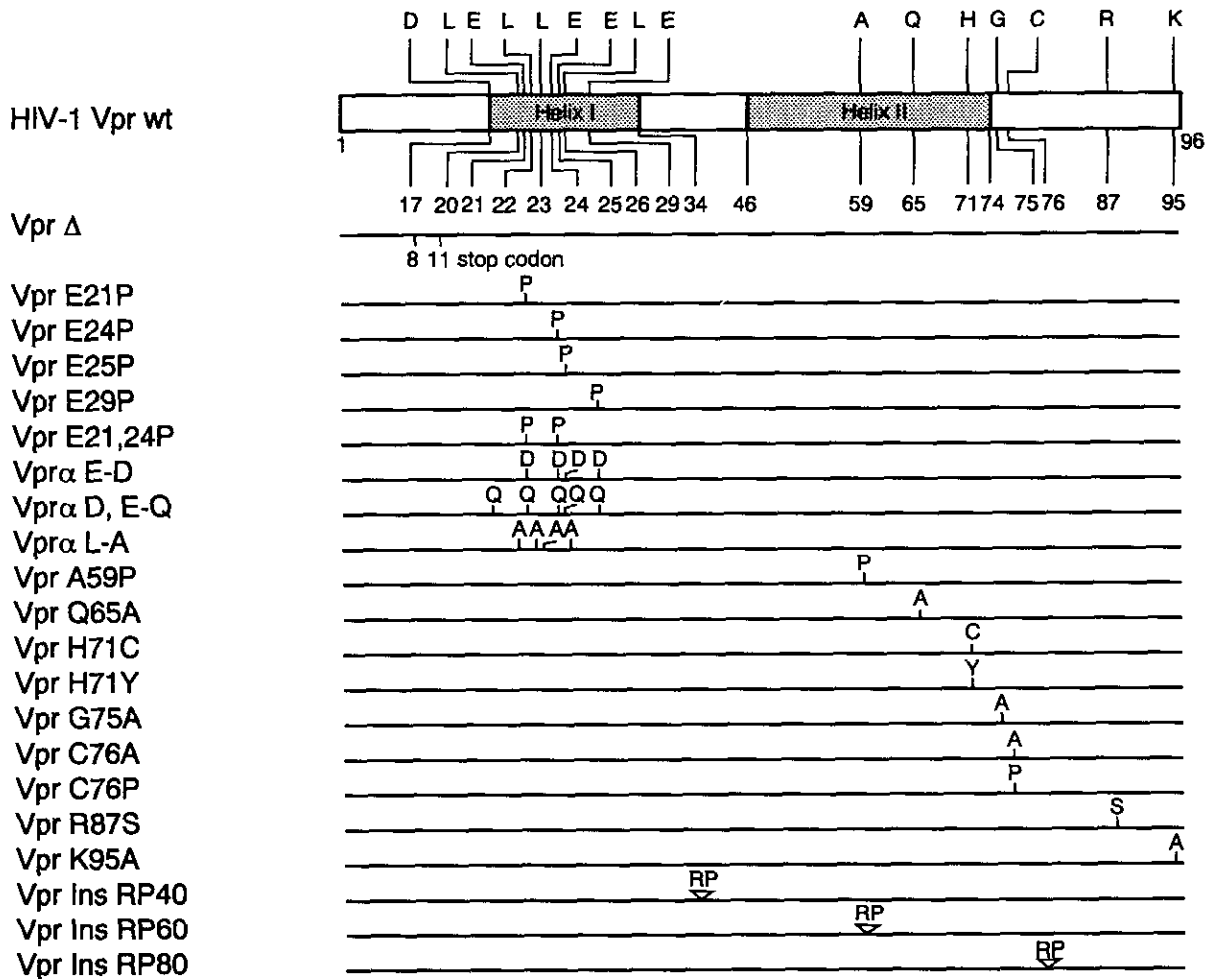 D L E L L E E L E A Q H G C R K
HIV-1 Vpr wt
Helix I Helix II
1 96
17 20 21 22 23 24 25 26 29 34 46 59 65 71 74 75 76 87 95
Vpr Δ
8 11 stop codon
Vpr E21P P
Vpr E24P P
Vpr E25P P
Vpr E29P P
Vpr E21,24P P P
Vprα E-D D D D D
Vprα D, E-Q Q Q Q Q Q
Vprα L-A A A A A
Vpr A59P P
Vpr Q65A A
Vpr H71C C
Vpr H71Y Y
Vpr G75A A
Vpr C76A A
Vpr C76P P
Vpr R87S S
Vpr K95A A
Vpr Ins RP40 RP
Vpr Ins RP60 RP
Vpr Ins RP80 RP